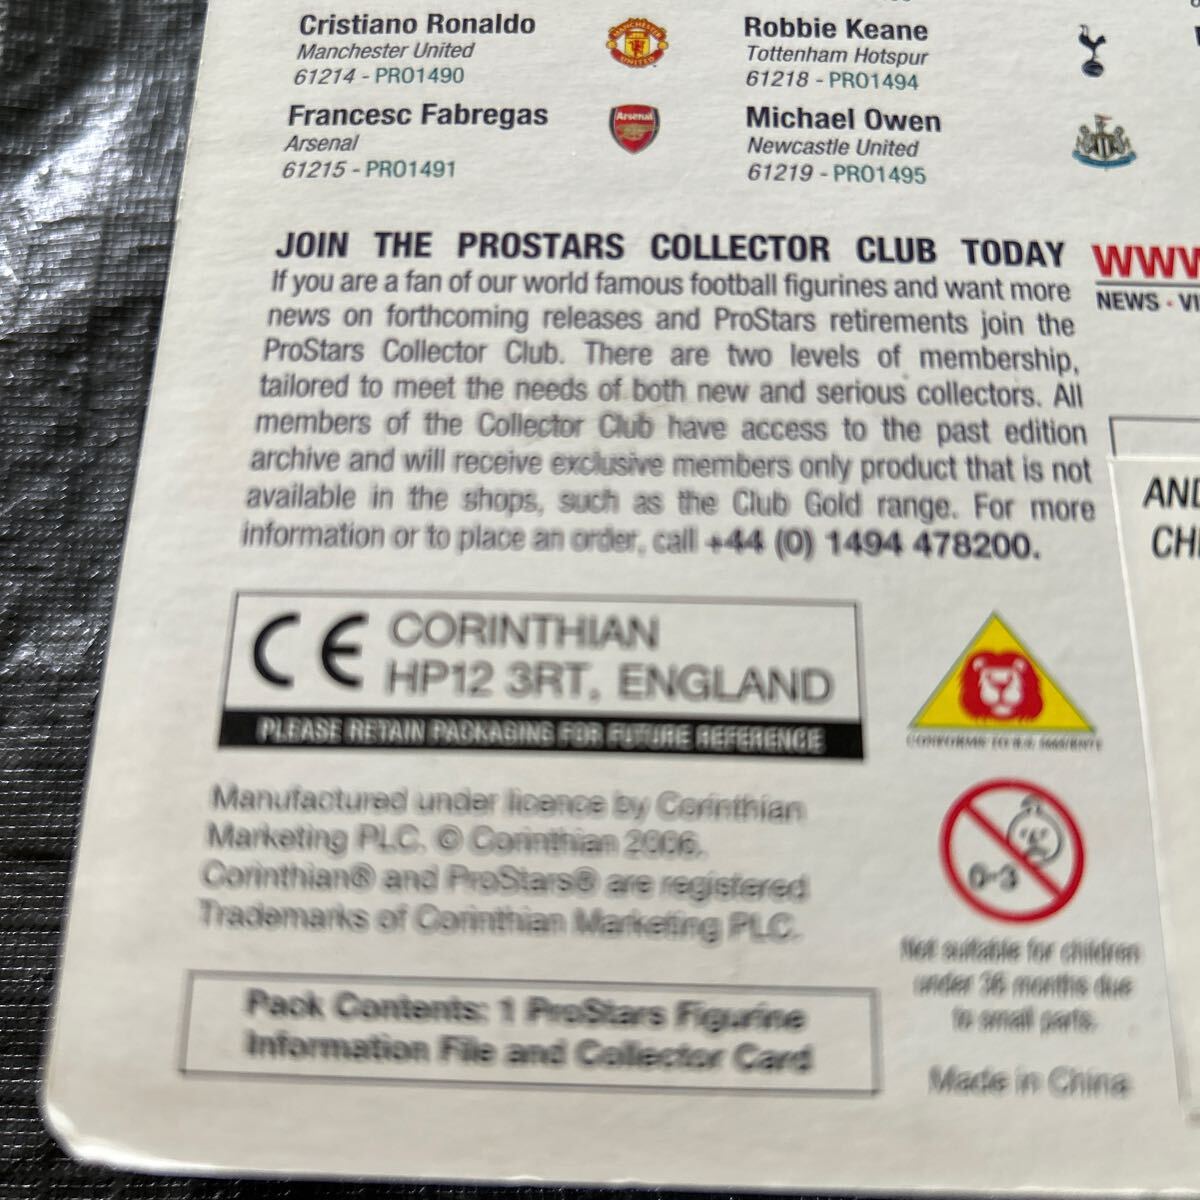 Cristiano Ronaldo
Manchester United
61214 - PRO1490
Francesc Fabregas
Arsenal
61215 - PRO1491
Robbie Keane
Tottenham Hotspur
61218 - PRO1494
Michael Owen
Newcastle United
61219 - PRO1495
MANCHESTER
UNITED
Arsenal
JOIN THE PROSTARS COLLECTOR CLUB TODAY
If you are a fan of our world famous football figurines and want more
news on forthcoming releases and ProStars retirements join the
ProStars Collector Club. There are two levels of membership,
tailored to meet the needs of both new and serious collectors. All
members of the Collector Club have access to the past edition
archive and will receive exclusive members only product that is not
available in the shops, such as the Club Gold range. For more
information or to place an order, call +44 (0) 1494 478200.
WWW
NEWS · VI
AND
CH
CE CORINTHIAN
HP12 3RT, ENGLAND
PLEASE RETAIN PACKAGING FOR FUTURE REFERENCE
CONFORMS TO B.S.
Manufactured under licence by Corinthian
Marketing PLC. © Corinthian 2006.
Corinthian® and ProStars® are registered
Trademarks of Corinthian Marketing PLC.
0-3
Not suitable for children
under 36 months due
to small parts.
Made in China
Pack Contents: 1 ProStars Figurine
Information File and Collector Card